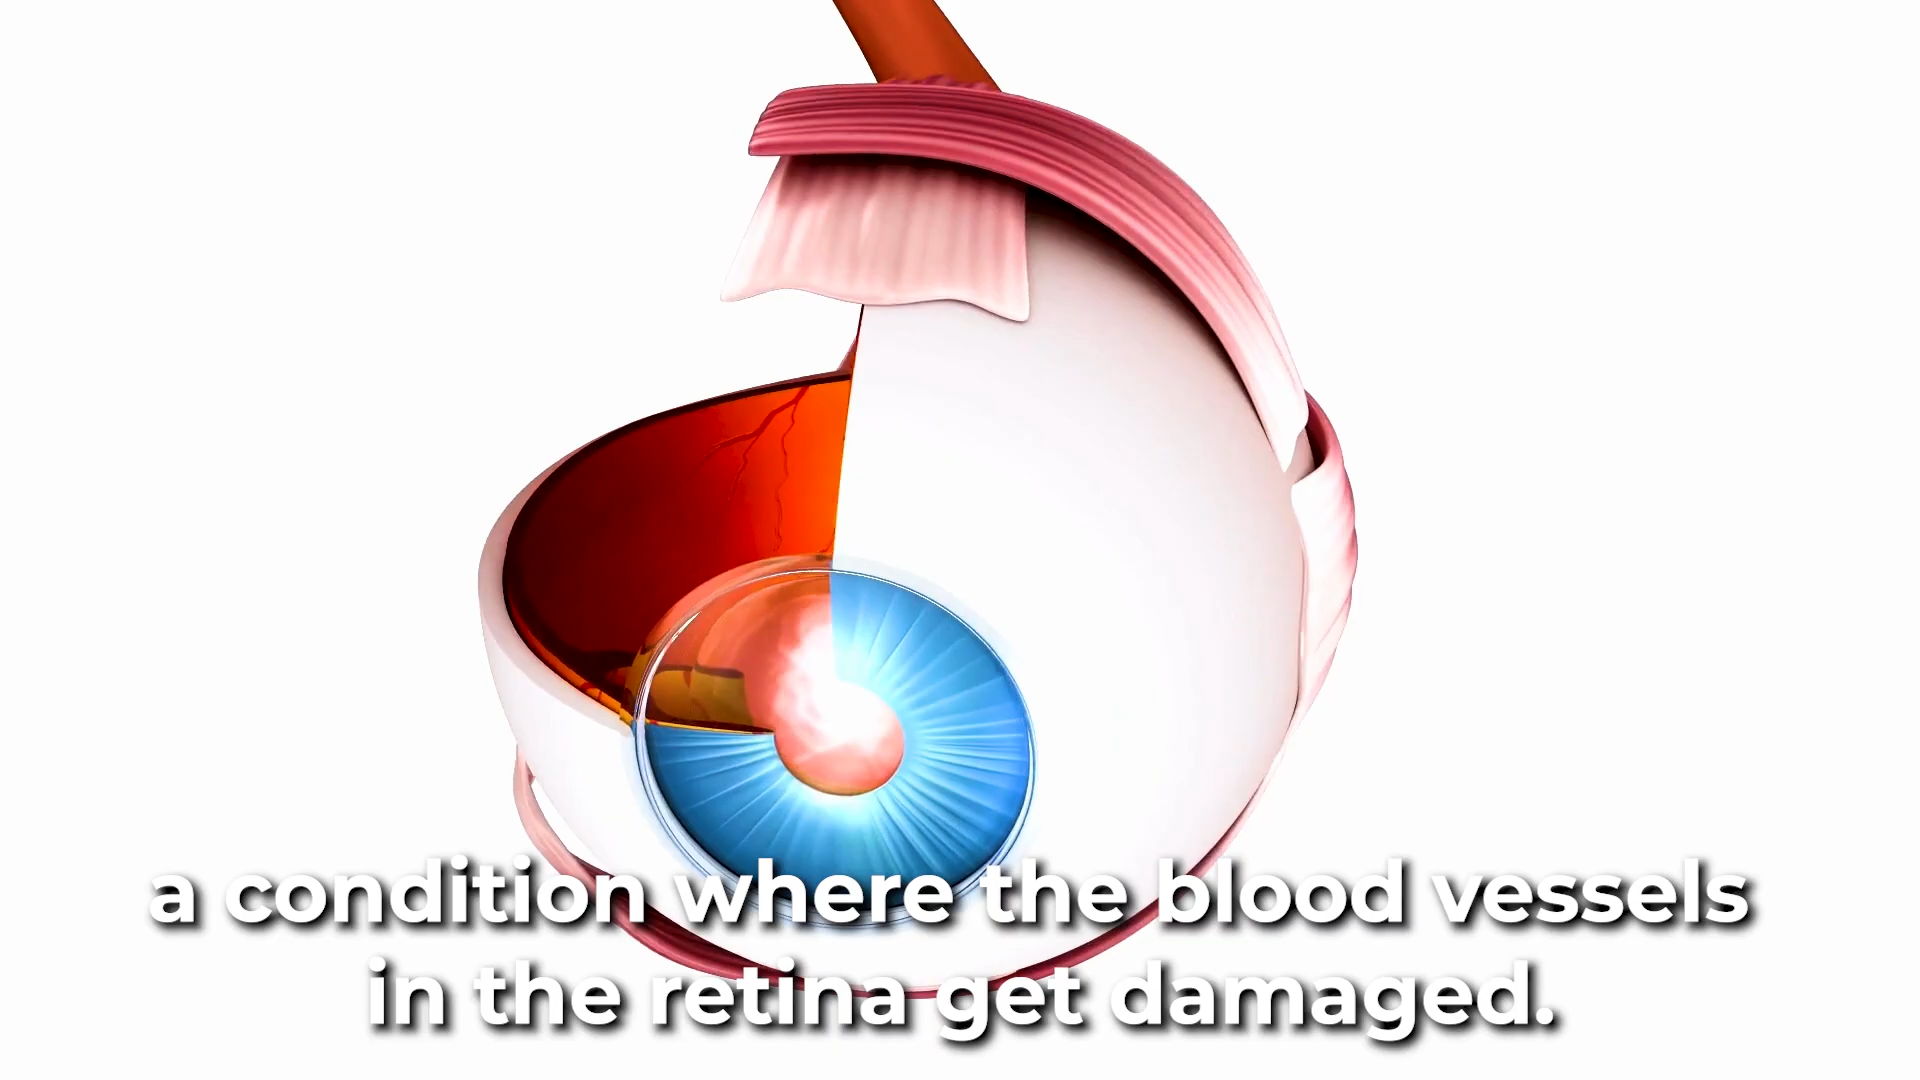 a condition where the blood vessels
in the retina get damaged.